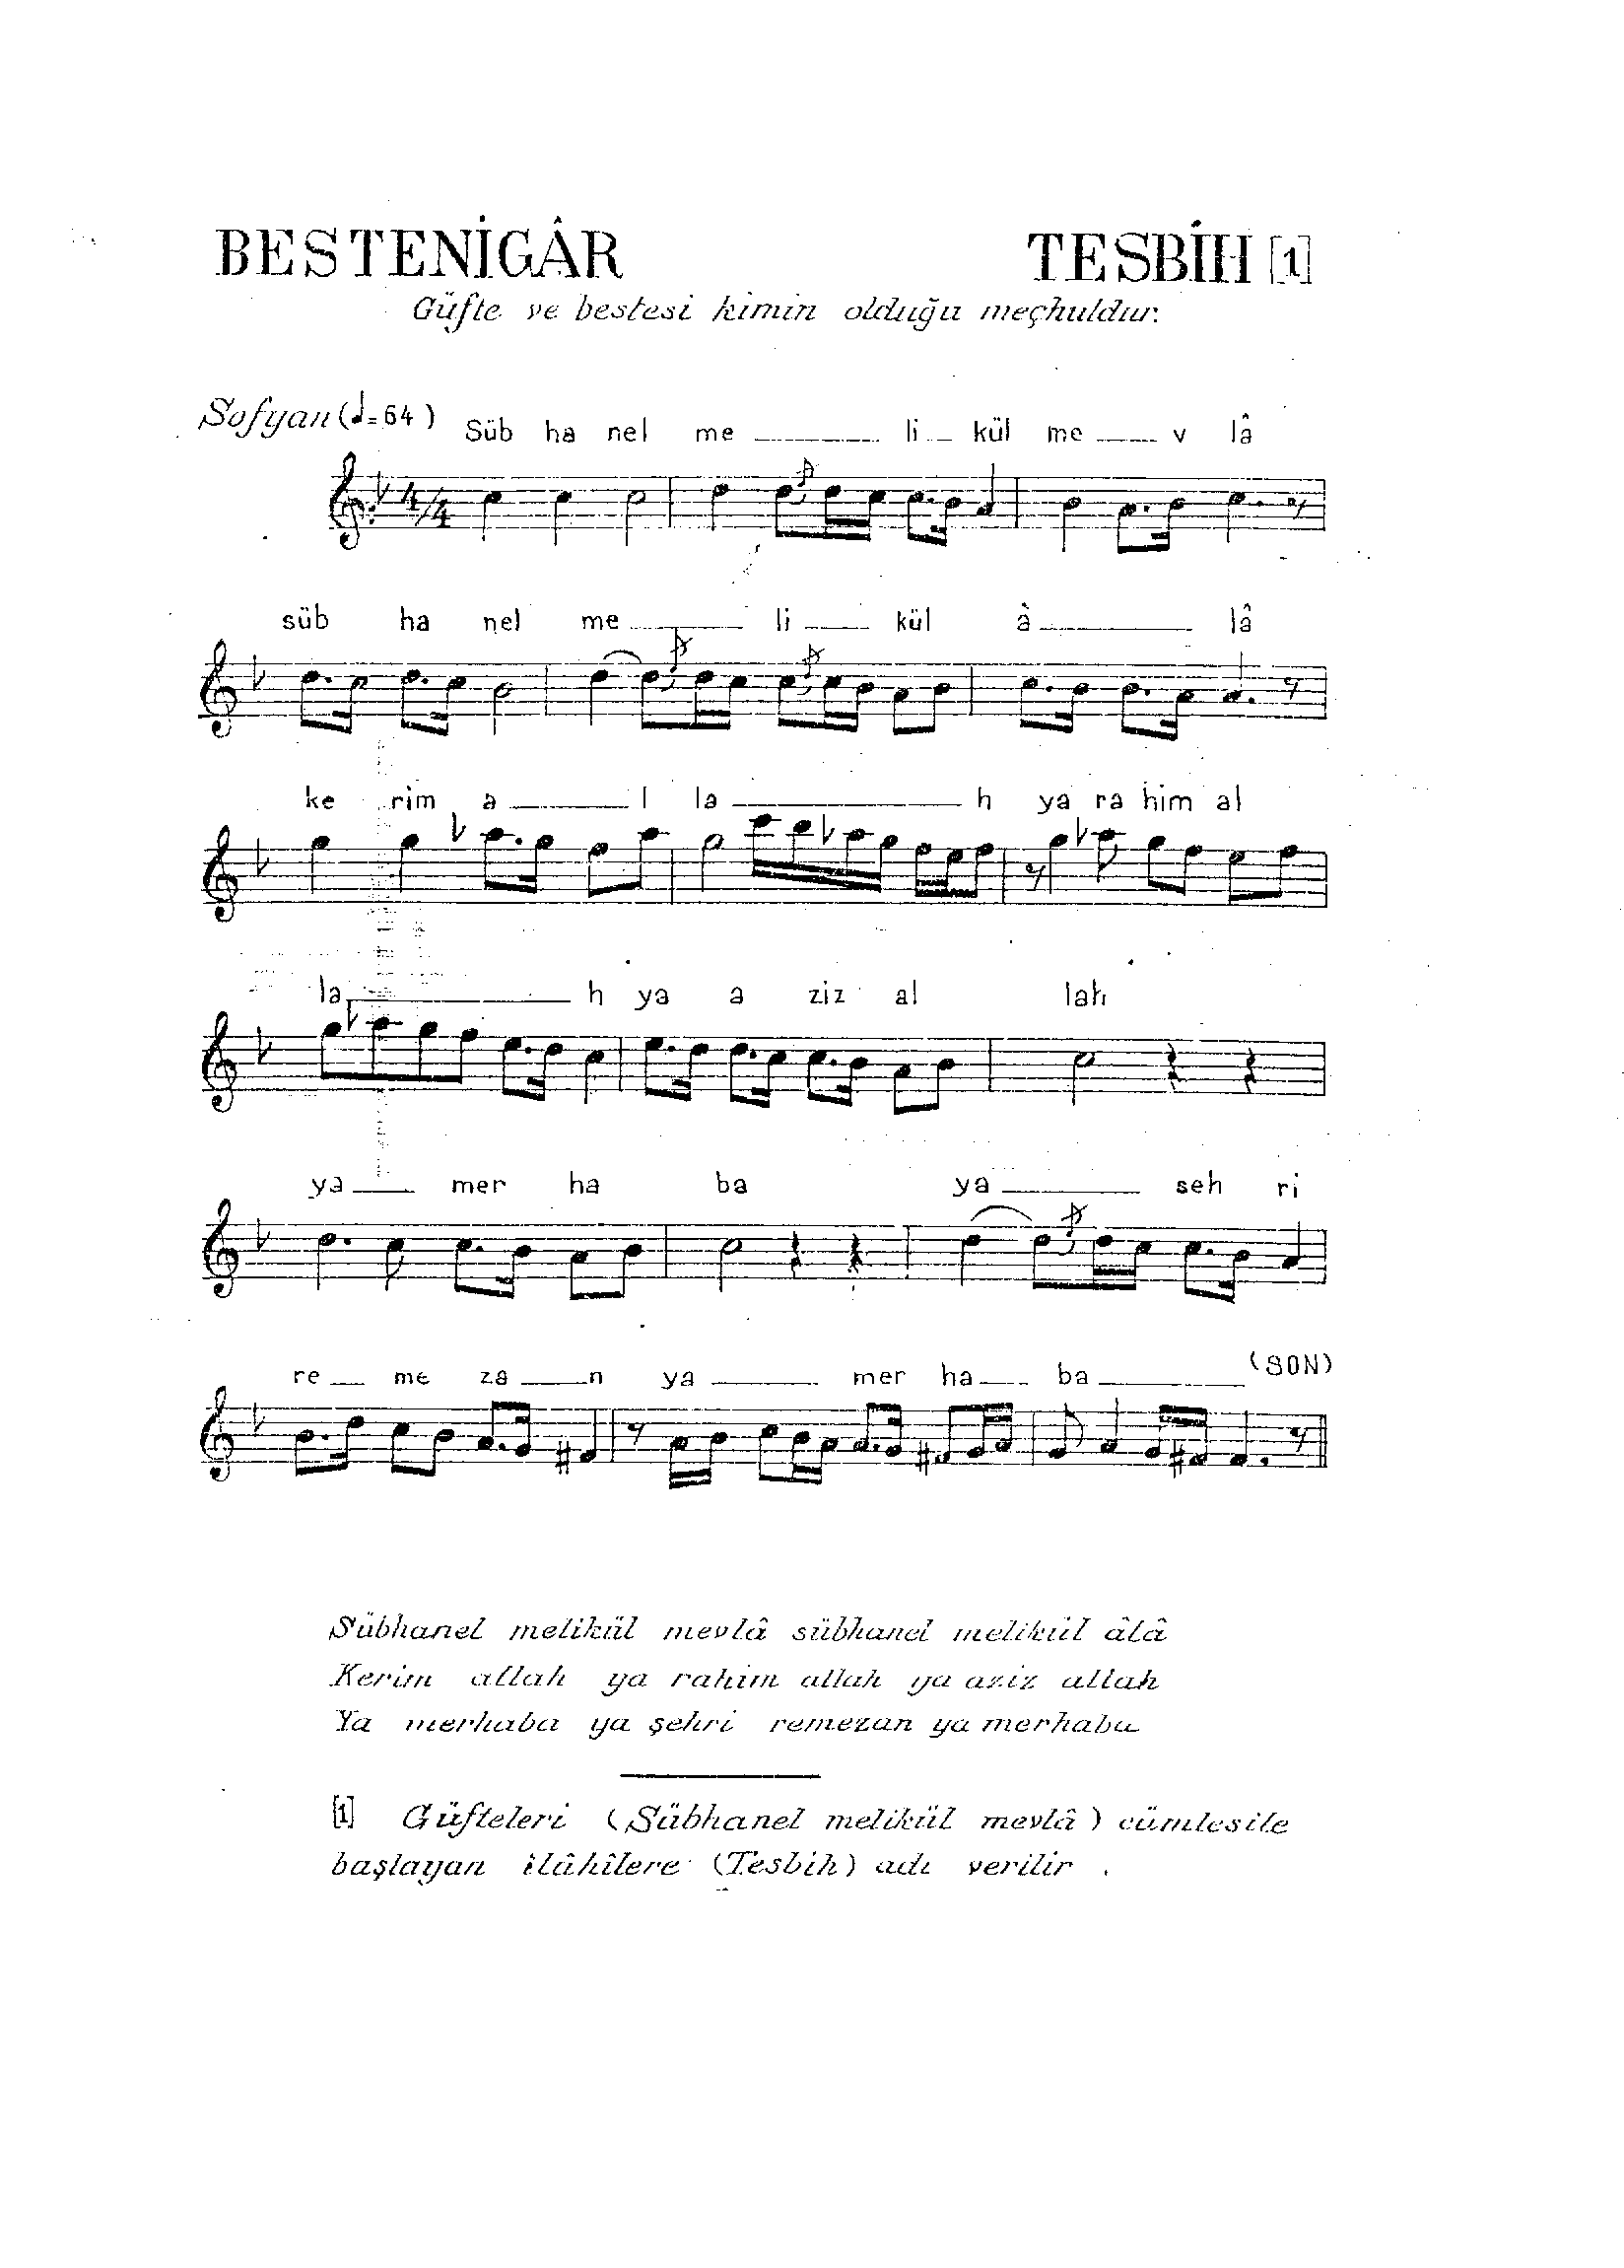 BESTENİGÂR TESBİH [1]
Güfte ve bestesi kimin olduğu meçhuldur.
Sofyan (♩=64) Süb ha nel me li kül me v lâ
4/4
süb ha nel me li kül â lâ
ke rim a l la h ya ra him al
la h ya a ziz al lah
ya mer ha ba ya seh ri
re me za n ya mer ha ba (SON)
Sübhanel melikül mevlâ sübhanel melikül âlâ
Kerim allah ya rahim allah ya aziz allah
Ya merhaba ya şehri remezan ya merhaba
[1] Güfteleri (Sübhanel melikül mevlâ) cümlesile
başlayan ilâhîlere (Tesbih) adı verilir .